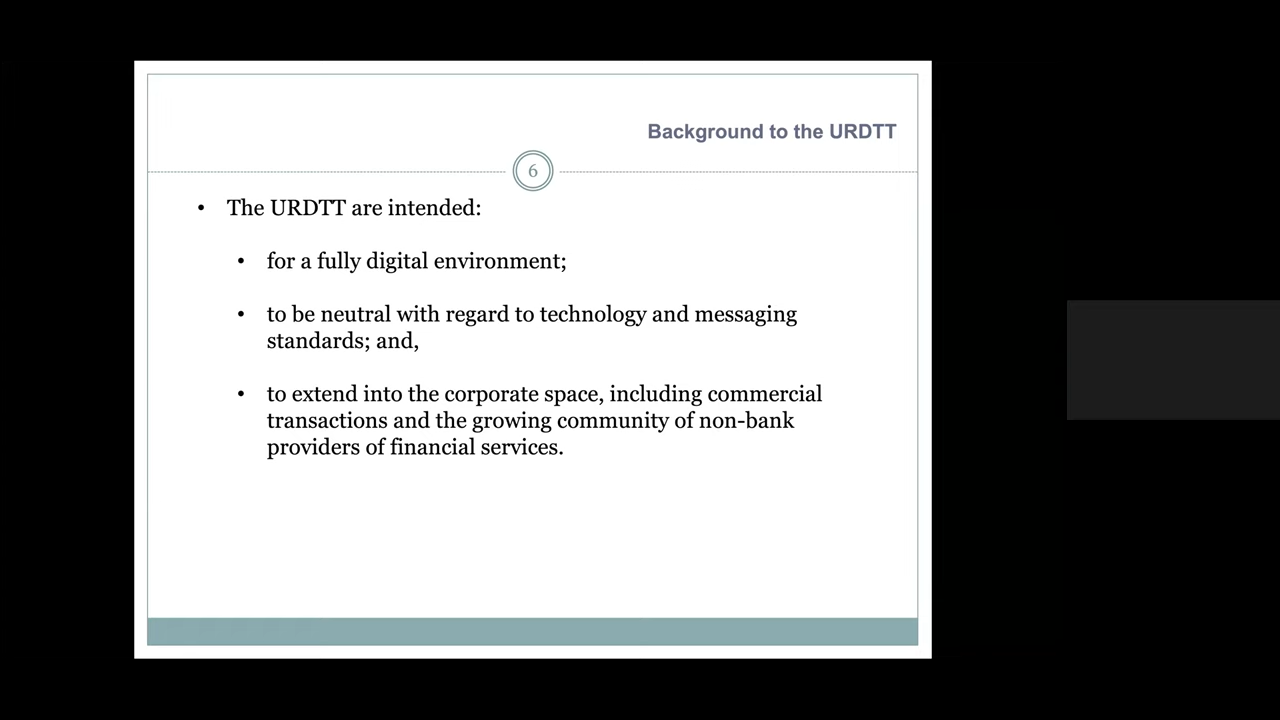 Background to the URDTT
6
• The URDTT are intended:
• for a fully digital environment;
• to be neutral with regard to technology and messaging
standards; and,
• to extend into the corporate space, including commercial
transactions and the growing community of non-bank
providers of financial services.